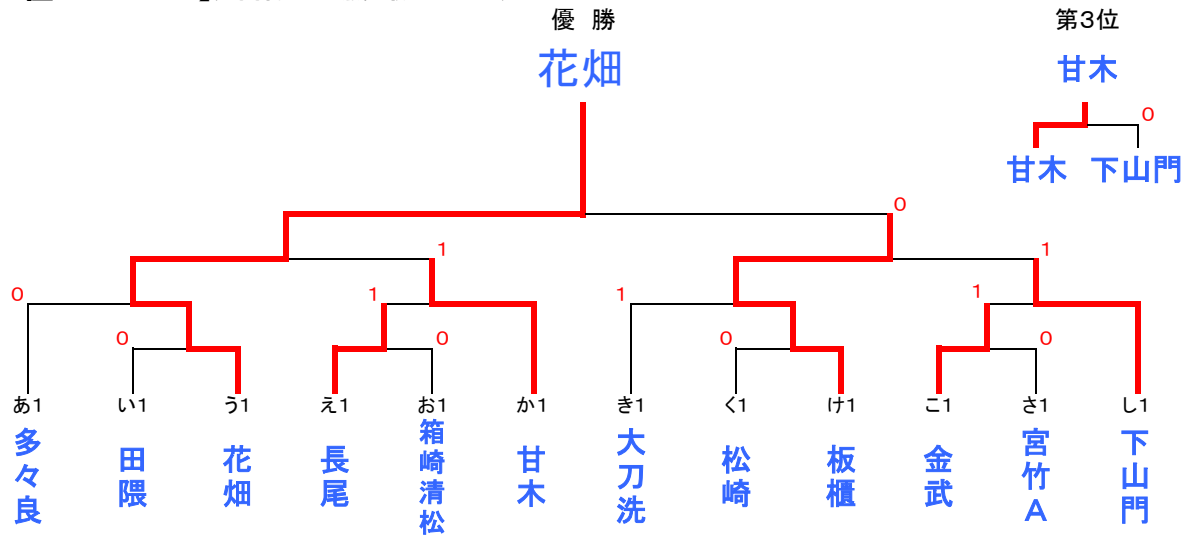 優 勝
第3位
花畑
甘木
0
甘木 下山門
0
1
1
0
1
1
1
0
0
0
0
あ1 い1 う1 え1 お1 か1 き1 く1 け1 こ1 さ1 し1
多々良
田隈
花畑
長尾
箱崎清松
甘木
大刀洗
松崎
板櫃
金武
宮竹A
下山門